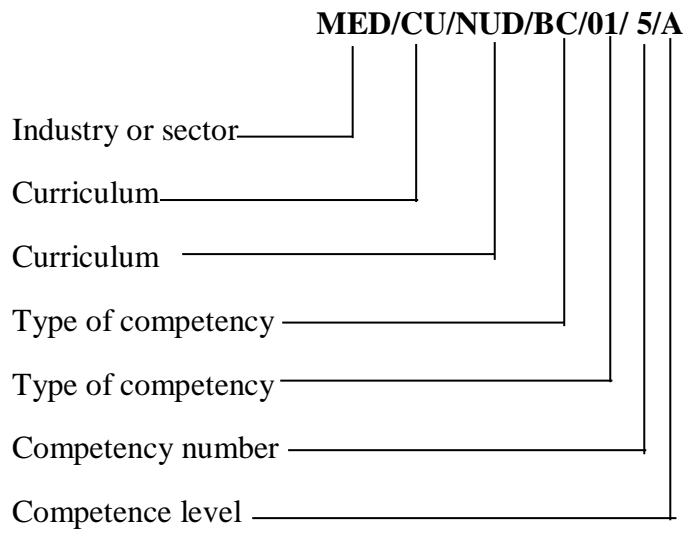 MED/CU/NUD/BC/01/ 5/A
Industry or sector
Curriculum
Curriculum
Type of competency
Type of competency
Competency number
Competence level